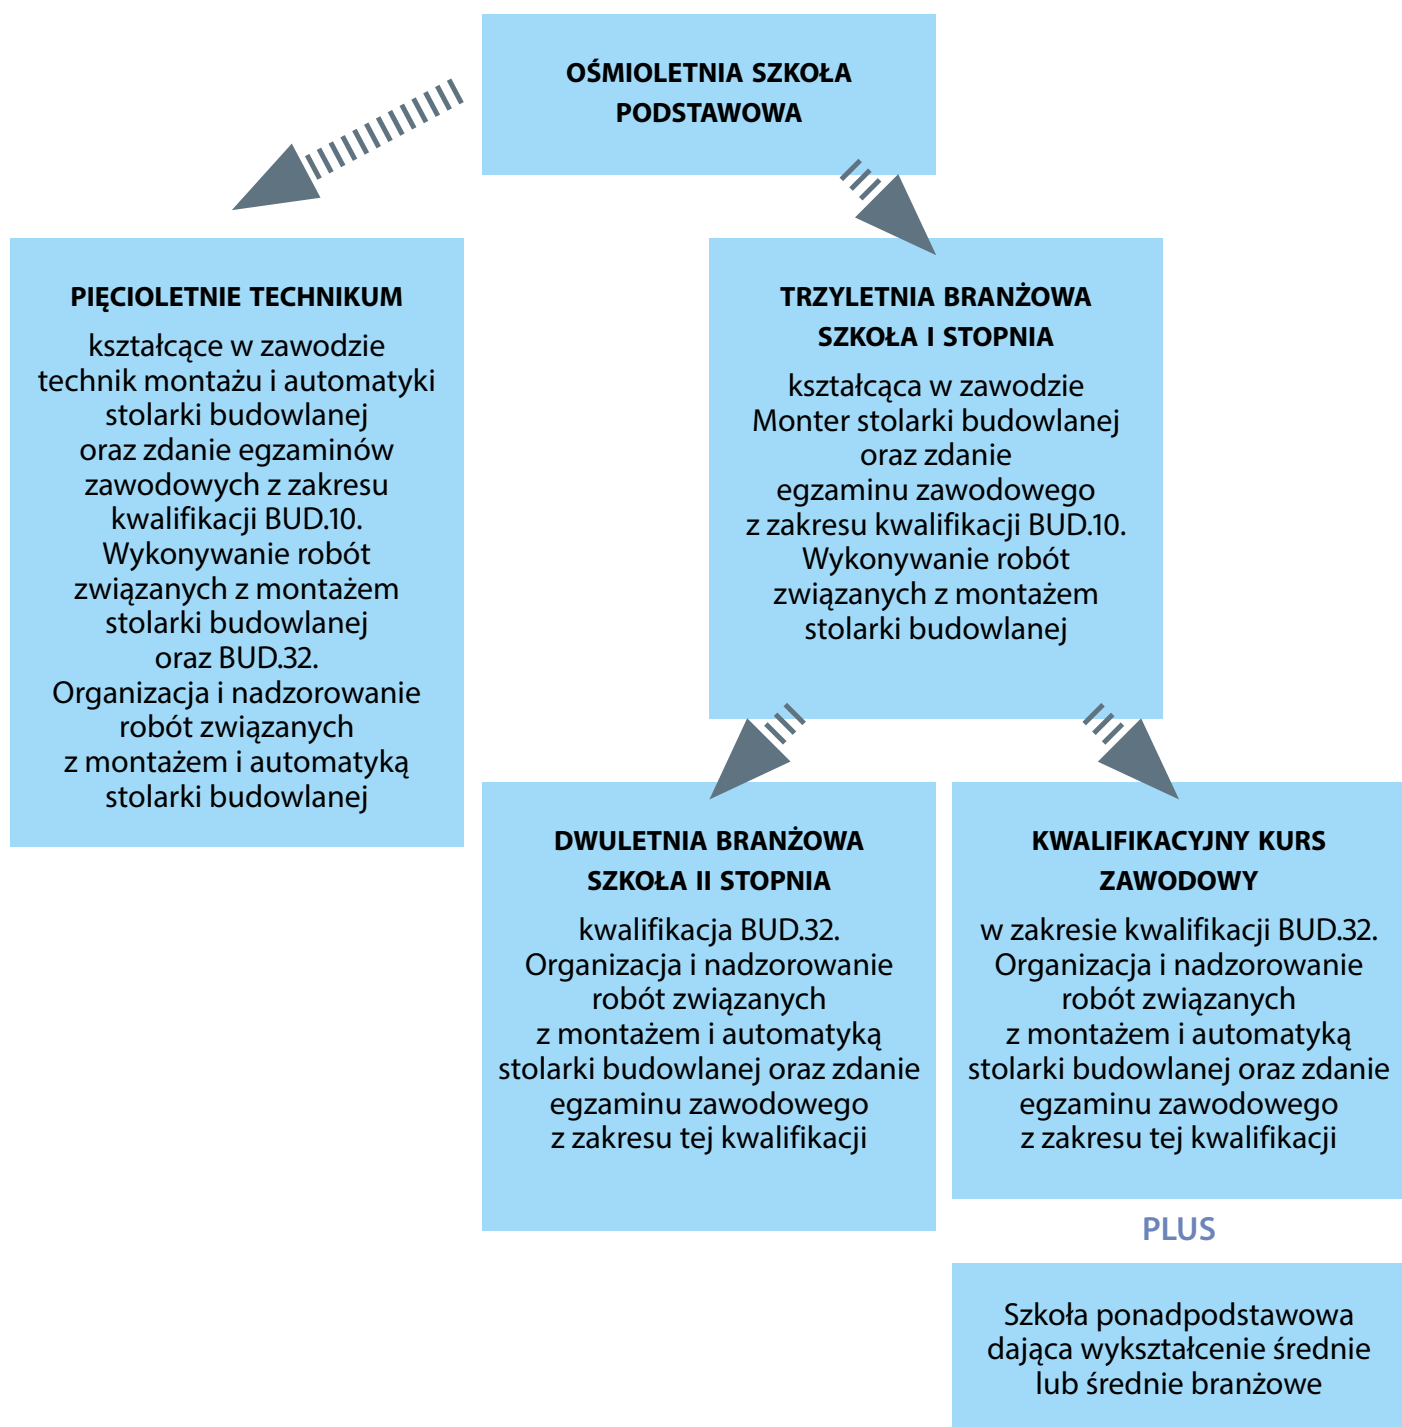 OŚMIOLETNIA SZKOŁA
PODSTAWOWA
PIĘCIOLETNIE TECHNIKUM
kształcące w zawodzie
technik montażu i automatyki
stolarki budowlanej
oraz zdanie egzaminów
zawodowych z zakresu
kwalifikacji BUD.10.
Wykonywanie robót
związanych z montażem
stolarki budowlanej
oraz BUD.32.
Organizacja i nadzorowanie
robót związanych
z montażem i automatyką
stolarki budowlanej
TRZYLETNIA BRANŻOWA
SZKOŁA I STOPNIA
kształcąca w zawodzie
Monter stolarki budowlanej
oraz zdanie
egzaminu zawodowego
z zakresu kwalifikacji BUD.10.
Wykonywanie robót
związanych z montażem
stolarki budowlanej
DWULETNIA BRANŻOWA
SZKOŁA II STOPNIA
kwalifikacja BUD.32.
Organizacja i nadzorowanie
robót związanych
z montażem i automatyką
stolarki budowlanej oraz zdanie
egzaminu zawodowego
z zakresu tej kwalifikacji
KWALIFIKACYJNY KURS
ZAWODOWY
w zakresie kwalifikacji BUD.32.
Organizacja i nadzorowanie
robót związanych
z montażem i automatyką
stolarki budowlanej oraz zdanie
egzaminu zawodowego
z zakresu tej kwalifikacji
PLUS
Szkoła ponadpodstawowa
dająca wykształcenie średnie
lub średnie branżowe